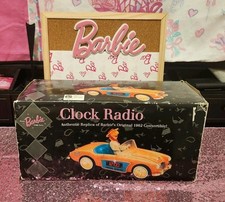 Barbie
Clock Radio
Authentic Replica of Barbie's Original 1962 Convertible!
Barbie